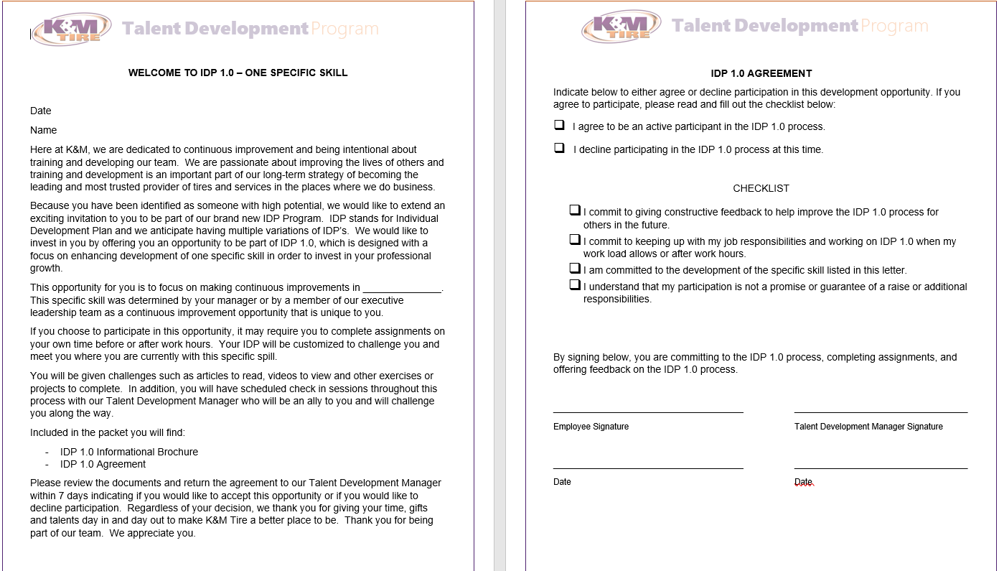 K&M TIRE Talent Development Program
WELCOME TO IDP 1.0 – ONE SPECIFIC SKILL
Date
Name
Here at K&M, we are dedicated to continuous improvement and being intentional about
training and developing our team.  We are passionate about improving the lives of others and
training and development is an important part of our long-term strategy of becoming the
leading and most trusted provider of tires and services in the places where we do business.
Because you have been identified as someone with high potential, we would like to extend an
exciting invitation to you to be part of our brand new IDP Program.  IDP stands for Individual
Development Plan and we anticipate having multiple variations of IDP's.  We would like to
invest in you by offering you an opportunity to be part of IDP 1.0, which is designed with a
focus on enhancing development of one specific skill in order to invest in your professional
growth.
This opportunity for you is to focus on making continuous improvements in ______________.
This specific skill was determined by your manager or by a member of our executive
leadership team as a continuous improvement opportunity that is unique to you.
If you choose to participate in this opportunity, it may require you to complete assignments on
your own time before or after work hours.  Your IDP will be customized to challenge you and
meet you where you are currently with this specific spill.
You will be given challenges such as articles to read, videos to view and other exercises or
projects to complete.  In addition, you will have scheduled check in sessions throughout this
process with our Talent Development Manager who will be an ally to you and will challenge
you along the way.
Included in the packet you will find:
- IDP 1.0 Informational Brochure
- IDP 1.0 Agreement
Please review the documents and return the agreement to our Talent Development Manager
within 7 days indicating if you would like to accept this opportunity or if you would like to
decline participation.  Regardless of your decision, we thank you for giving your time, gifts
and talents day in and day out to make K&M Tire a better place to be.  Thank you for being
part of our team.  We appreciate you.
K&M TIRE Talent Development Program
IDP 1.0 AGREEMENT
Indicate below to either agree or decline participation in this development opportunity. If you
agree to participate, please read and fill out the checklist below:
❑ I agree to be an active participant in the IDP 1.0 process.
❑ I decline participating in the IDP 1.0 process at this time.
CHECKLIST
❑ I commit to giving constructive feedback to help improve the IDP 1.0 process for
others in the future.
❑ I commit to keeping up with my job responsibilities and working on IDP 1.0 when my
work load allows or after work hours.
❑ I am committed to the development of the specific skill listed in this letter.
❑ I understand that my participation is not a promise or guarantee of a raise or additional
responsibilities.
By signing below, you are committing to the IDP 1.0 process, completing assignments, and
offering feedback on the IDP 1.0 process.
Employee Signature Talent Development Manager Signature
Date Date